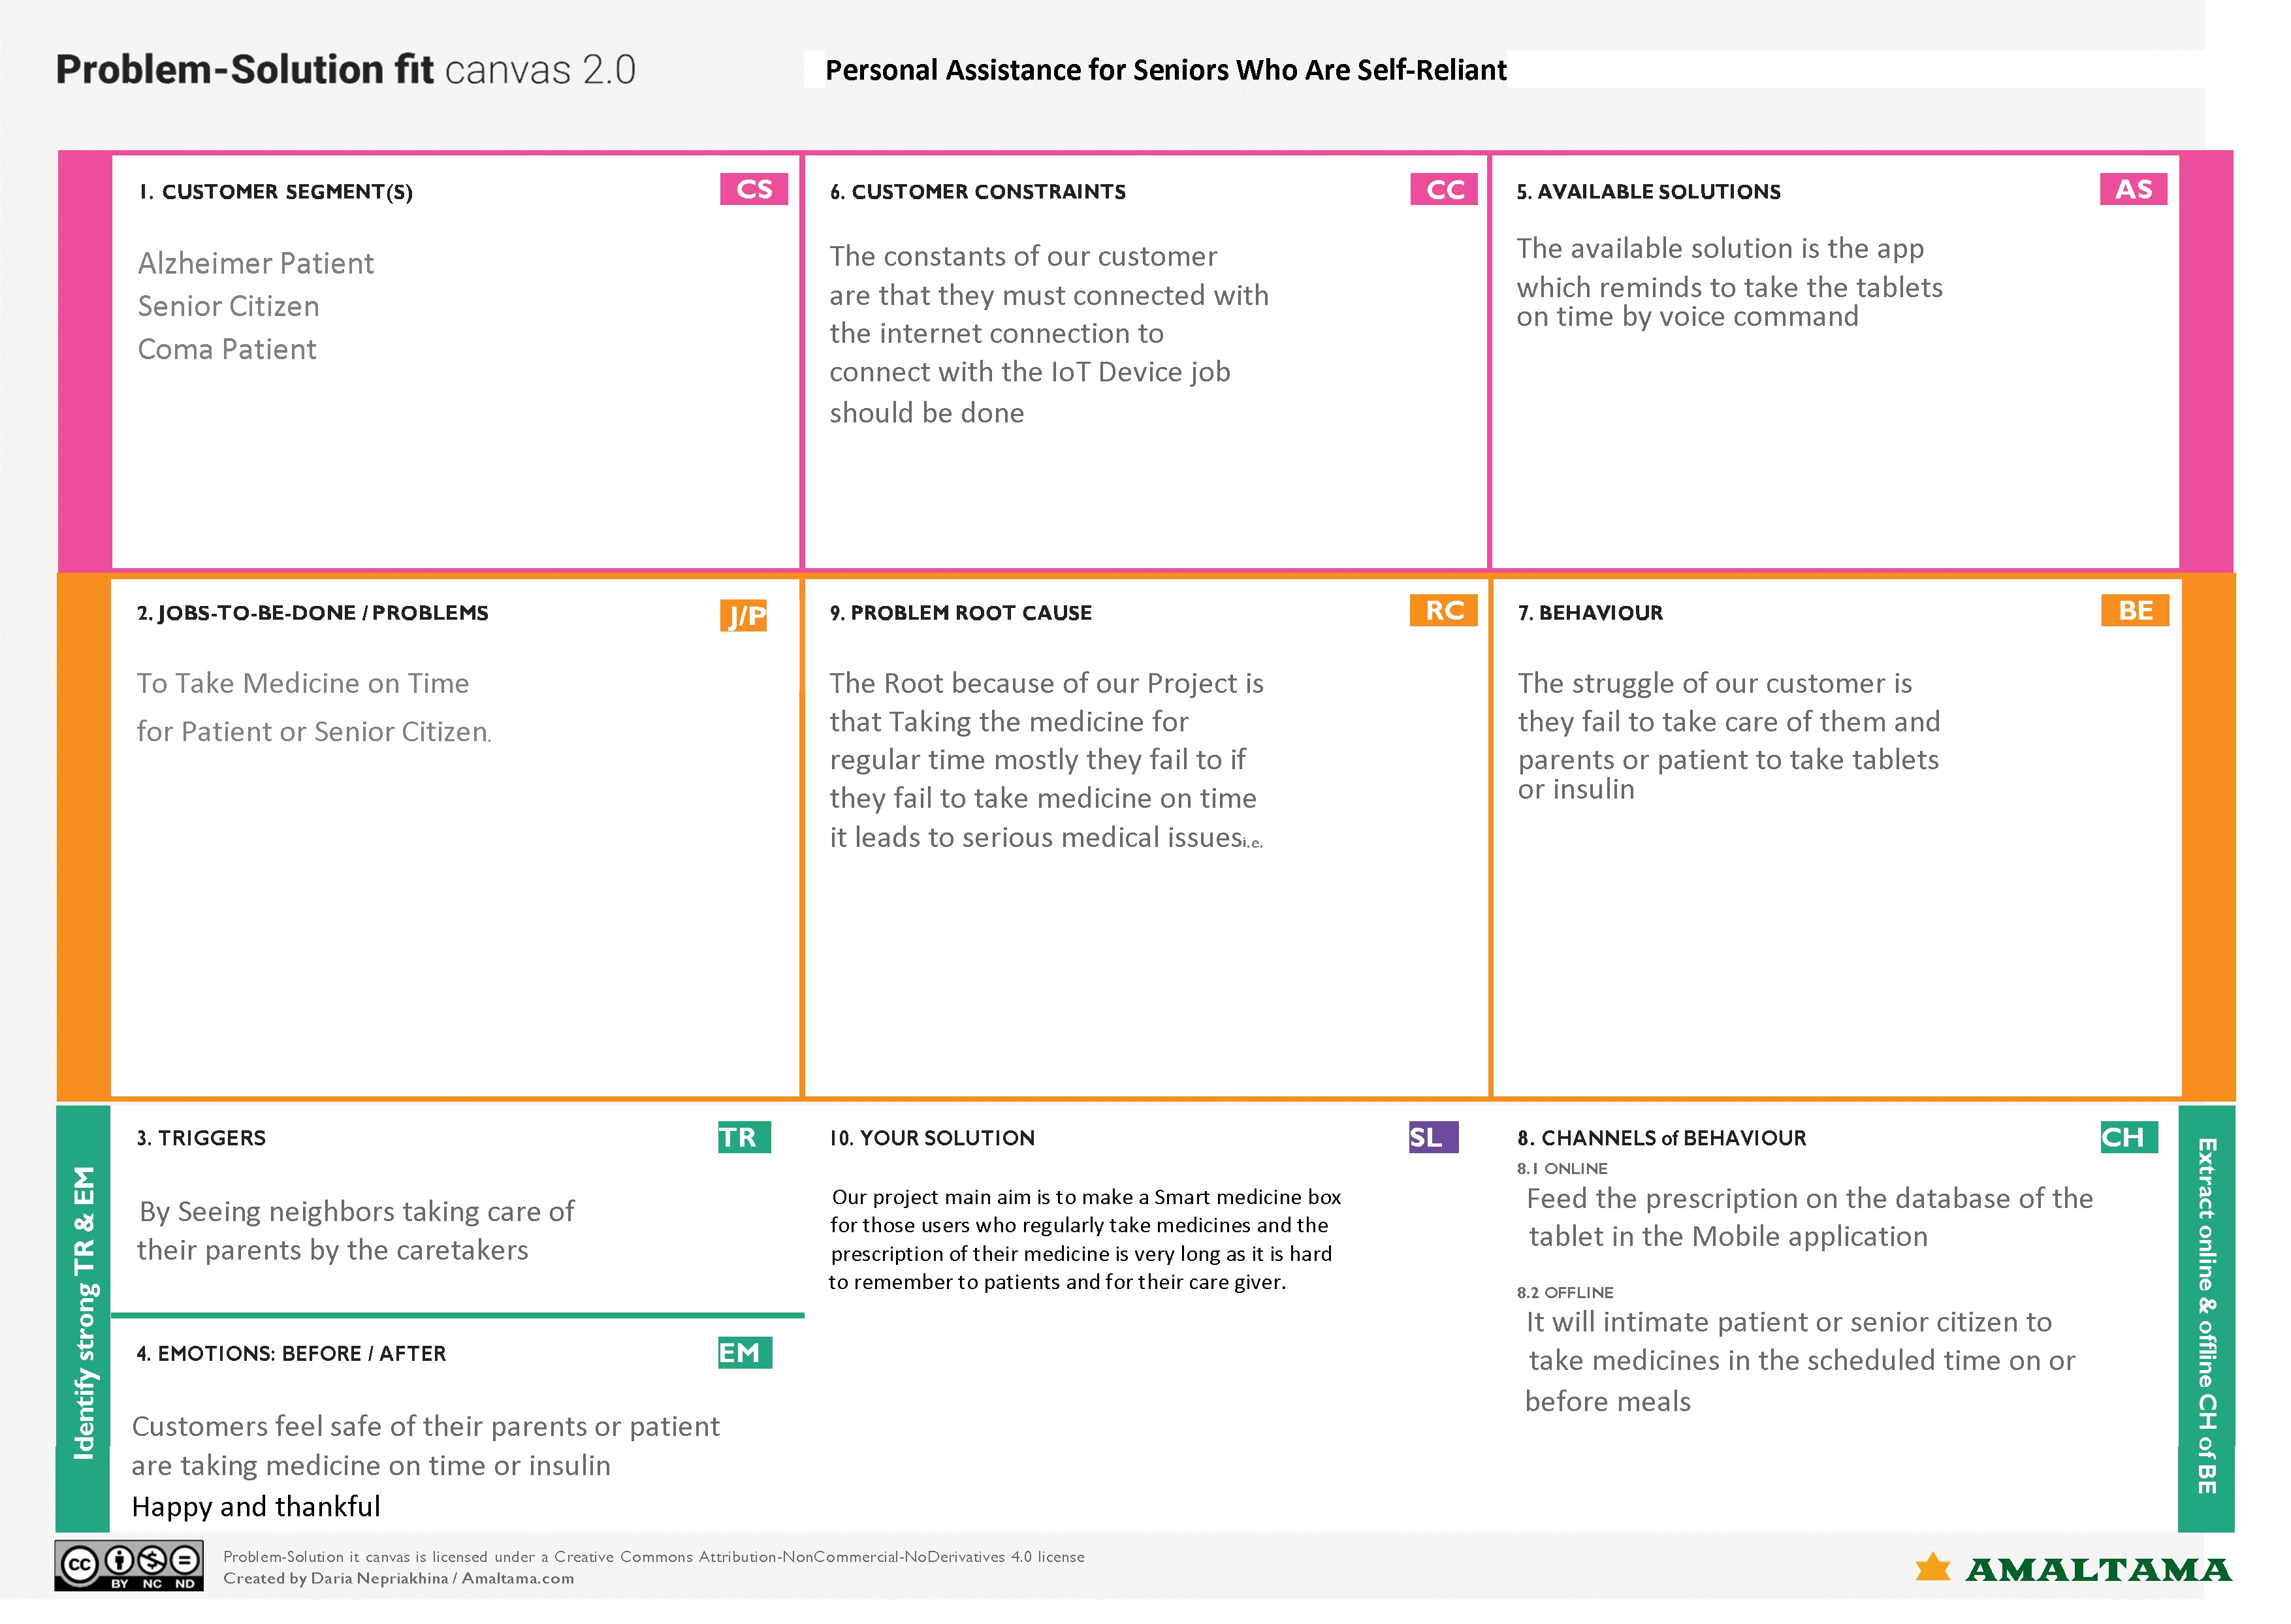 Problem-Solution fit canvas 2.0
Personal Assistance for Seniors Who Are Self-Reliant
1. CUSTOMER SEGMENT(S)
CS
Alzheimer Patient
Senior Citizen
Coma Patient
6. CUSTOMER CONSTRAINTS
CC
The constants of our customer
are that they must connected with
the internet connection to
connect with the IoT Device job
should be done
5. AVAILABLE SOLUTIONS
AS
The available solution is the app
which reminds to take the tablets
on time by voice command
2. JOBS-TO-BE-DONE / PROBLEMS
J/P
To Take Medicine on Time
for Patient or Senior Citizen.
9. PROBLEM ROOT CAUSE
RC
The Root because of our Project is
that Taking the medicine for
regular time mostly they fail to if
they fail to take medicine on time
it leads to serious medical issuesi.e.
7. BEHAVIOUR
BE
The struggle of our customer is
they fail to take care of them and
parents or patient to take tablets
or insulin
Identify strong TR & EM
3. TRIGGERS
TR
By Seeing neighbors taking care of
their parents by the caretakers
4. EMOTIONS: BEFORE / AFTER
EM
Customers feel safe of their parents or patient
are taking medicine on time or insulin
Happy and thankful
10. YOUR SOLUTION
SL
Our project main aim is to make a Smart medicine box
for those users who regularly take medicines and the
prescription of their medicine is very long as it is hard
to remember to patients and for their care giver.
8. CHANNELS of BEHAVIOUR
CH
8.1 ONLINE
Feed the prescription on the database of the
tablet in the Mobile application
8.2 OFFLINE
It will intimate patient or senior citizen to
take medicines in the scheduled time on or
before meals
Extract online & offline CH of BE
cc
BY NC ND
Problem-Solution it canvas is licensed under a Creative Commons Attribution-NonCommercial-NoDerivatives 4.0 license
Created by Daria Nepriakhina / Amaltama.com
AMALTAMA